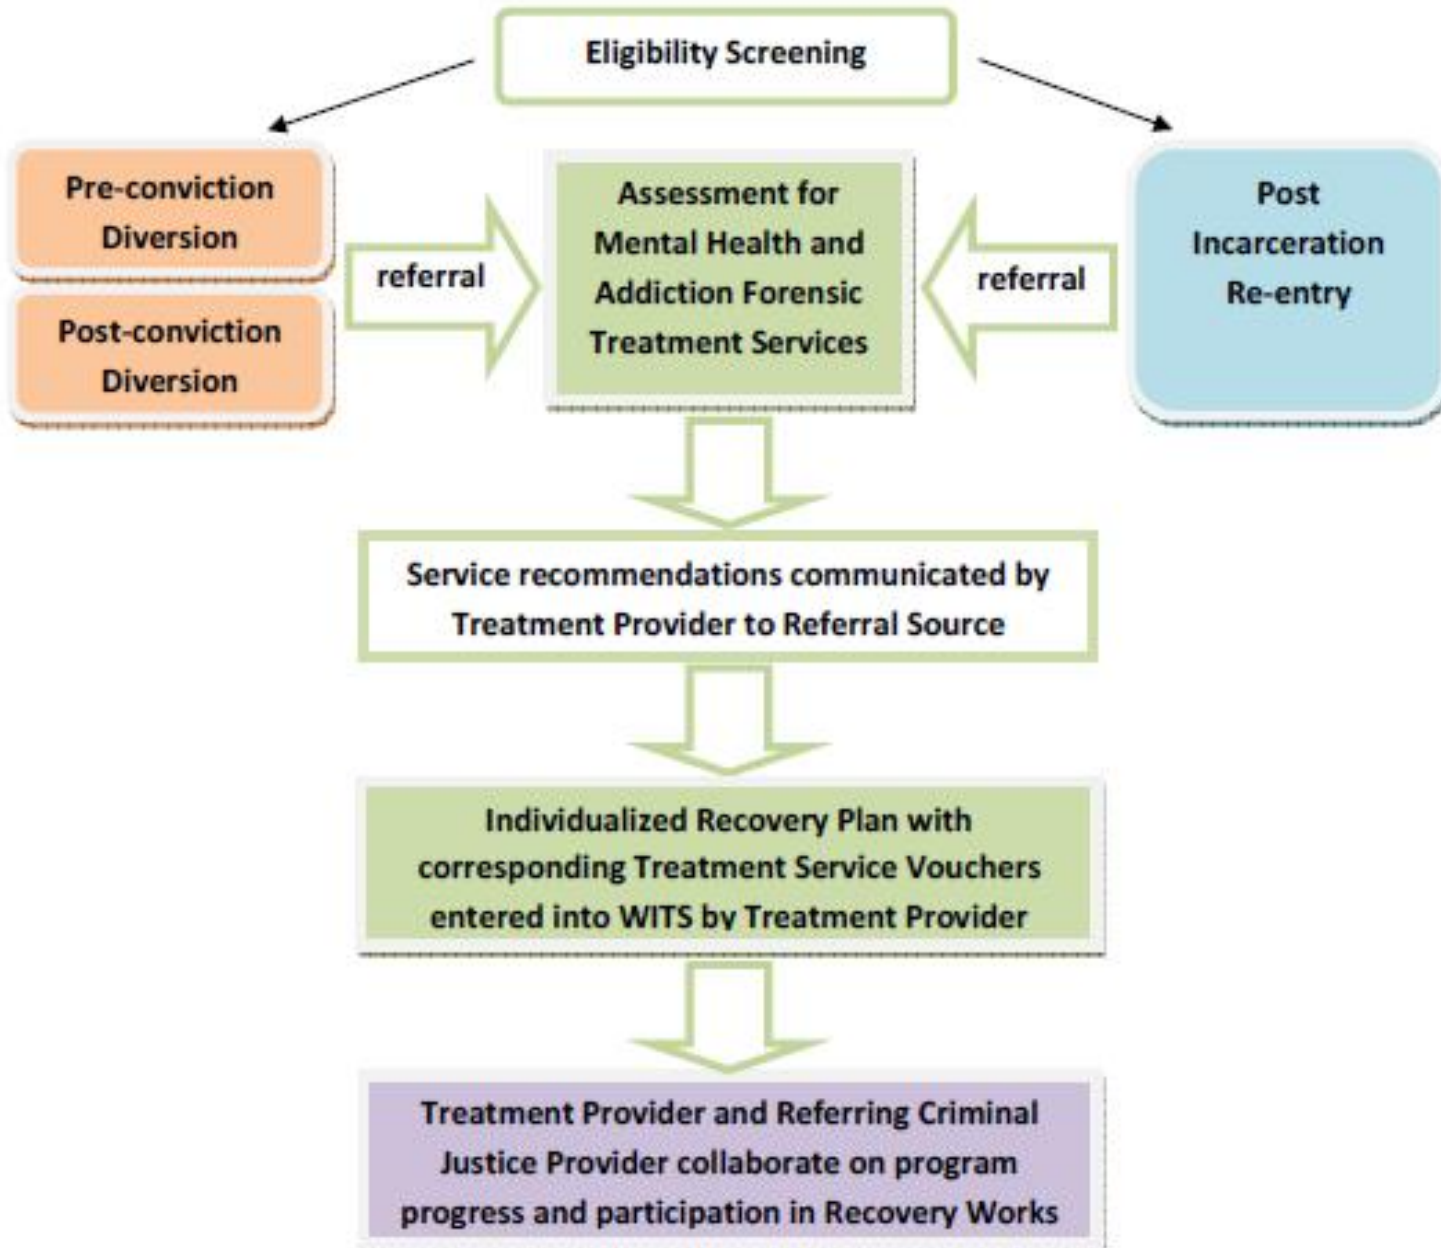 Eligibility Screening
Pre-conviction
Diversion
Post-conviction
Diversion
referral
Assessment for
Mental Health and
Addiction Forensic
Treatment Services
referral
Post
Incarceration
Re-entry
Service recommendations communicated by
Treatment Provider to Referral Source
Individualized Recovery Plan with
corresponding Treatment Service Vouchers
entered into WITS by Treatment Provider
Treatment Provider and Referring Criminal
Justice Provider collaborate on program
progress and participation in Recovery Works